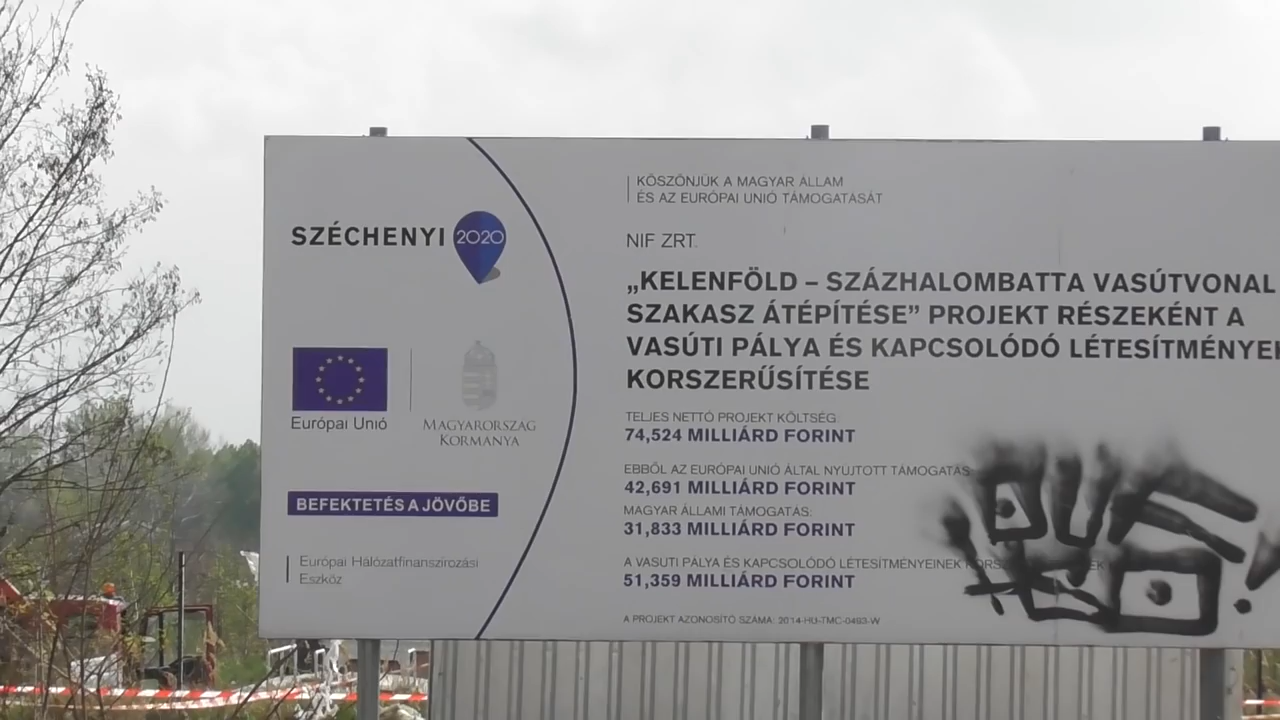 KÖSZÖNJÜK A MAGYAR ÁLLAM
ÉS AZ EURÓPAI UNIÓ TÁMOGATÁSÁT
SZÉCHENYI 2020
NIF ZRT.
„KELENFÖLD – SZÁZHALOMBATTA VASÚTVONAL
SZAKASZ ÁTÉPÍTÉSE” PROJEKT RÉSZEKÉNT A
VASÚTI PÁLYA ÉS KAPCSOLÓDÓ LÉTESÍTMÉNYEK
KORSZERŰSÍTÉSE
Európai Unió
MAGYARORSZÁG
KORMÁNYA
TELJES NETTÓ PROJEKT KÖLTSÉG:
74,524 MILLIÁRD FORINT
EBBŐL AZ EURÓPAI UNIÓ ÁLTAL NYÚJTOTT TÁMOGATÁS:
42,691 MILLIÁRD FORINT
MAGYAR ÁLLAMI TÁMOGATÁS:
31,833 MILLIÁRD FORINT
BEFEKTETÉS A JÖVŐBE
Európai Hálózatfinanszírozási
Eszköz
A VASÚTI PÁLYA ÉS KAPCSOLÓDÓ LÉTESÍTMÉNYEINEK
51,359 MILLIÁRD FORINT
A PROJEKT AZONOSÍTÓ SZÁMA: 2014-HU-TMC-0493-W